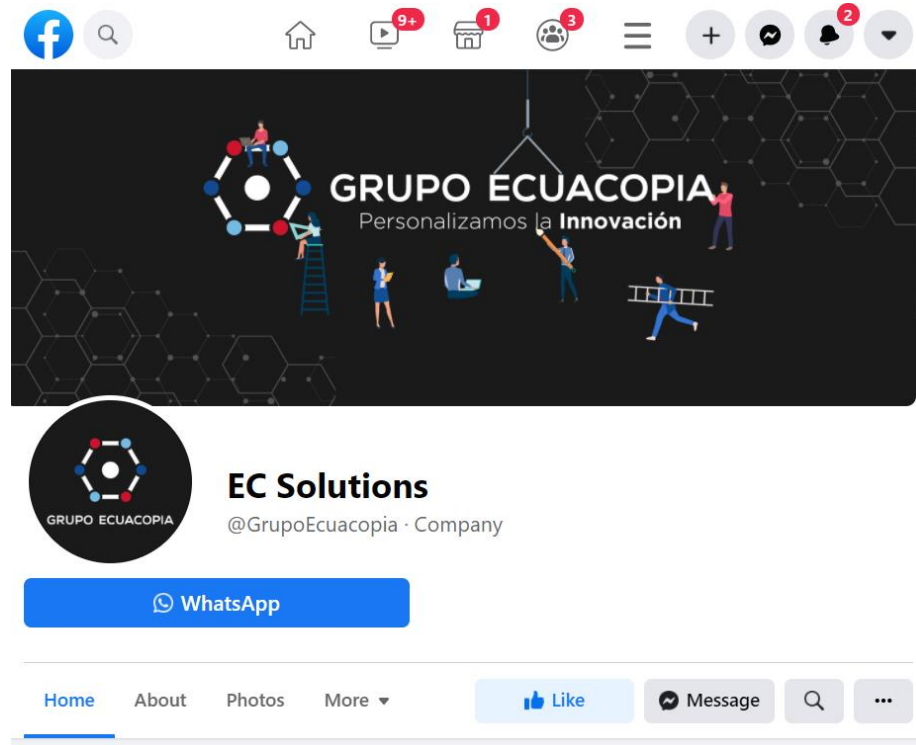 9+
1
3
2
GRUPO ECUACOPIA
Personalizamos la Innovación
GRUPO ECUACOPIA
EC Solutions
@GrupoEcuacopia · Company
WhatsApp
Home About Photos More Like Message